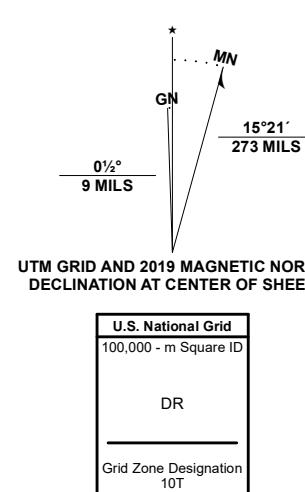 ★
MN
GN
15°21´
273 MILS
0½°
9 MILS
UTM GRID AND 2019 MAGNETIC NOR
DECLINATION AT CENTER OF SHEE
U.S. National Grid
100,000 - m Square ID
DR
Grid Zone Designation
10T